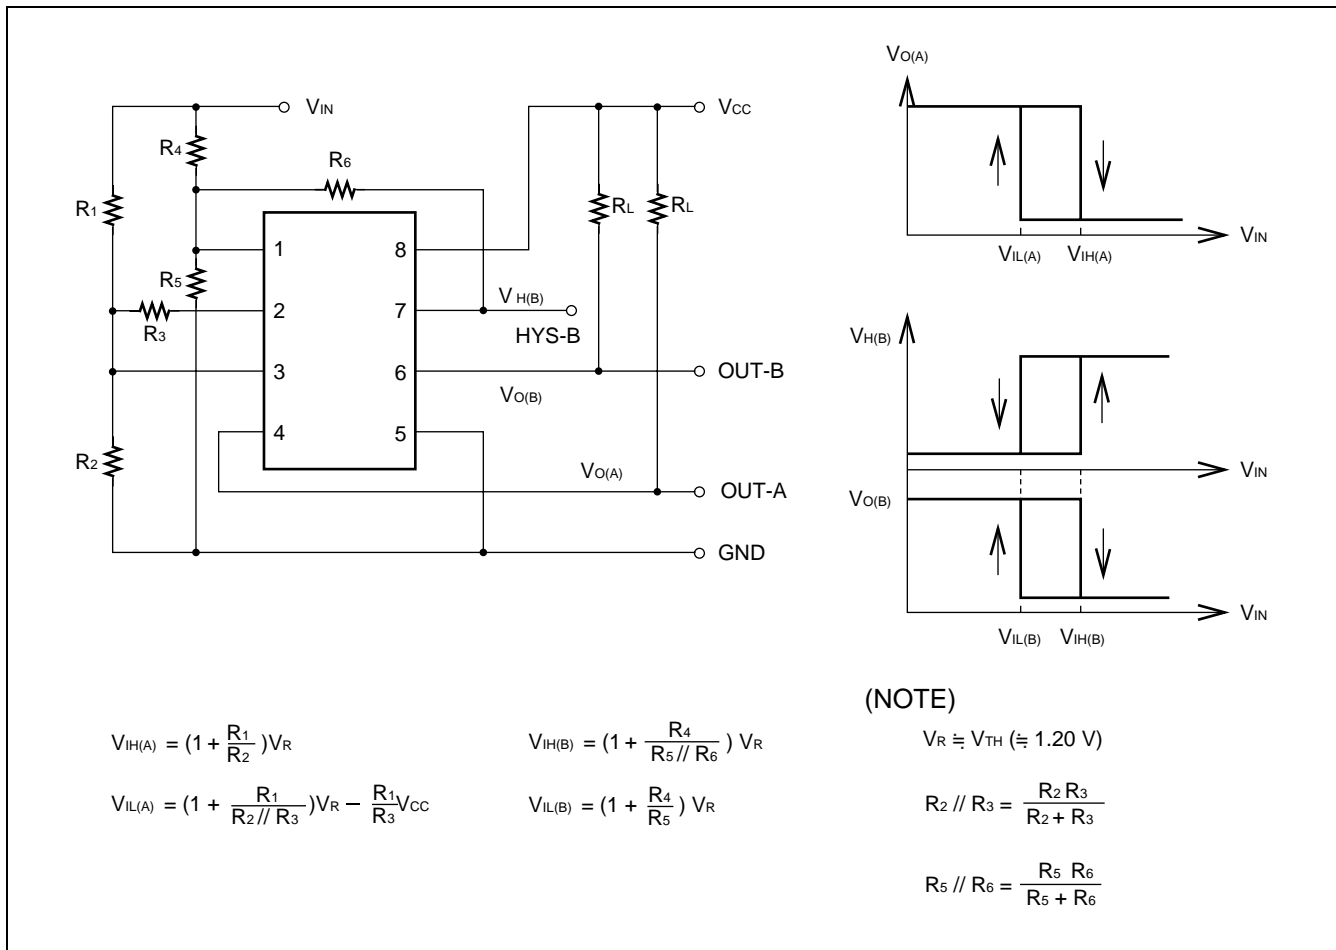 VIN
R4
R6
R1
R5
R3
R2
1
2
3
4
8
7
6
5
RL
RL
VCC
V H(B)
HYS-B
OUT-B
VO(B)
VO(A)
OUT-A
GND
VO(A)
VIN
VIL(A) VIH(A)
VH(B)
VIN
VO(B)
VIN
VIL(B) VIH(B)
VIH(A) = (1 + R1/R2)VR
VIL(A) = (1 + R1/(R2 // R3))VR − R1/R3 VCC
VIH(B) = (1 + R4/(R5 // R6)) VR
VIL(B) = (1 + R4/R5) VR
(NOTE)
VR ≒ VTH (≒ 1.20 V)
R2 // R3 = R2 R3/(R2 + R3)
R5 // R6 = R5 R6/(R5 + R6)